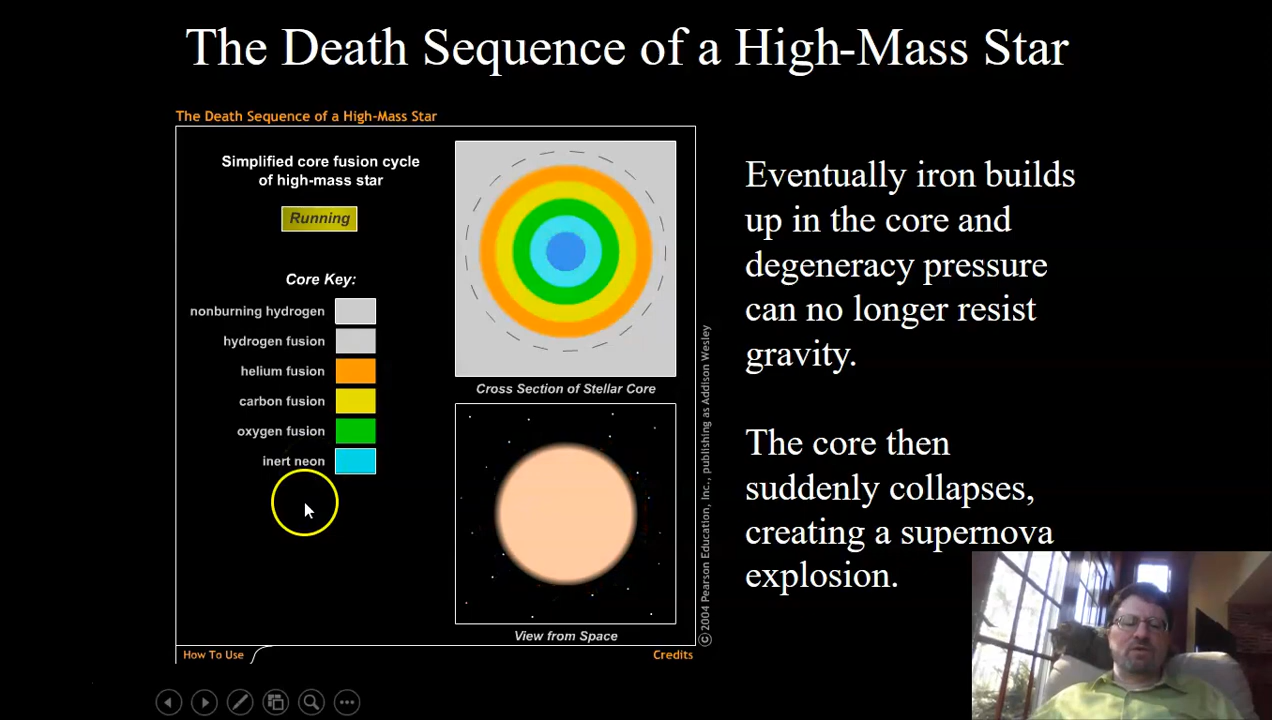 The Death Sequence of a High-Mass Star
The Death Sequence of a High-Mass Star
Simplified core fusion cycle
of high-mass star
Running
Core Key:
nonburning hydrogen
hydrogen fusion
helium fusion
carbon fusion
oxygen fusion
inert neon
Cross Section of Stellar Core
View from Space
How To Use
Credits
© 2004 Pearson Education, Inc., publishing as Addison Wesley
Eventually iron builds
up in the core and
degeneracy pressure
can no longer resist
gravity.
The core then
suddenly collapses,
creating a supernova
explosion.